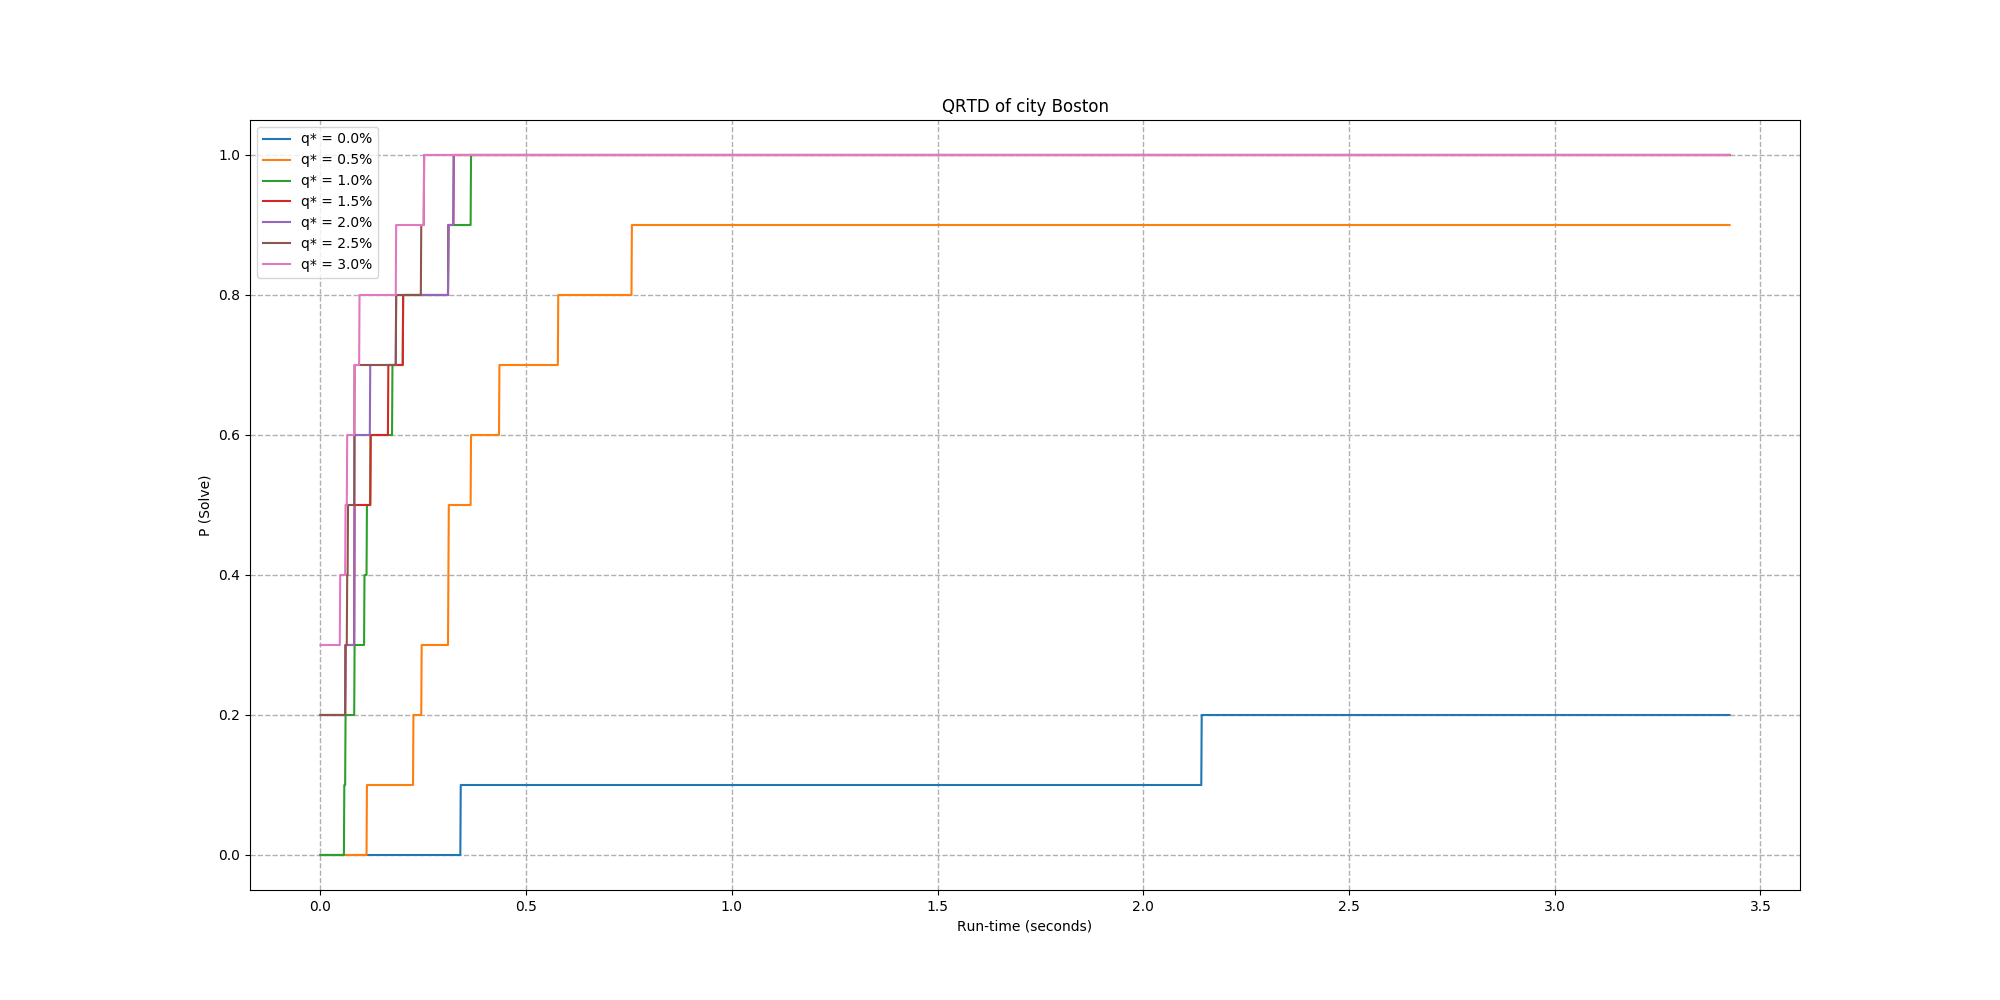 QRTD of city Boston
q* = 0.0%
q* = 0.5%
q* = 1.0%
q* = 1.5%
q* = 2.0%
q* = 2.5%
q* = 3.0%
1.0
0.8
0.6
0.4
0.2
0.0
P (Solve)
0.0 0.5 1.0 1.5 2.0 2.5 3.0 3.5
Run-time (seconds)